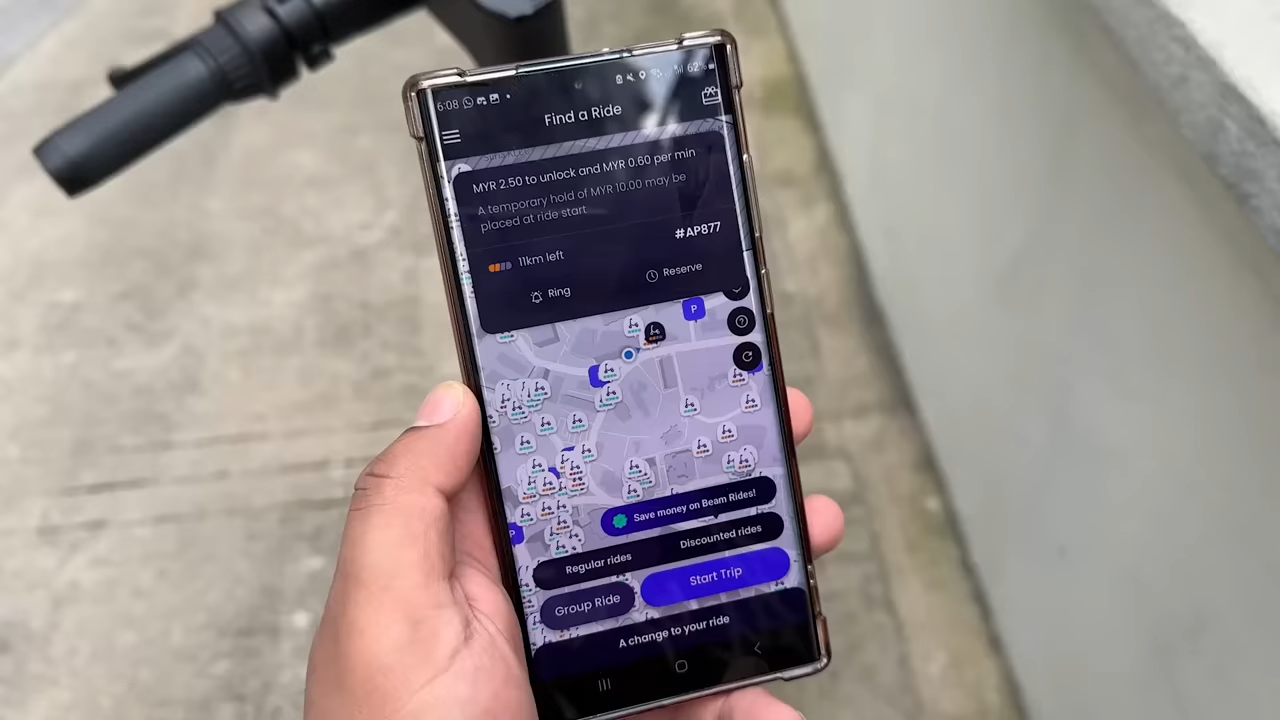 6:08
62%
Find a Ride
MYR 2.50 to unlock and MYR 0.60 per min
A temporary hold of MYR 10.00 may be
placed at ride start
#AP877
11km left
Ring
Reserve
P
P
Save money on Beam Rides!
Regular rides
Discounted rides
Group Ride
Start Trip
A change to your ride